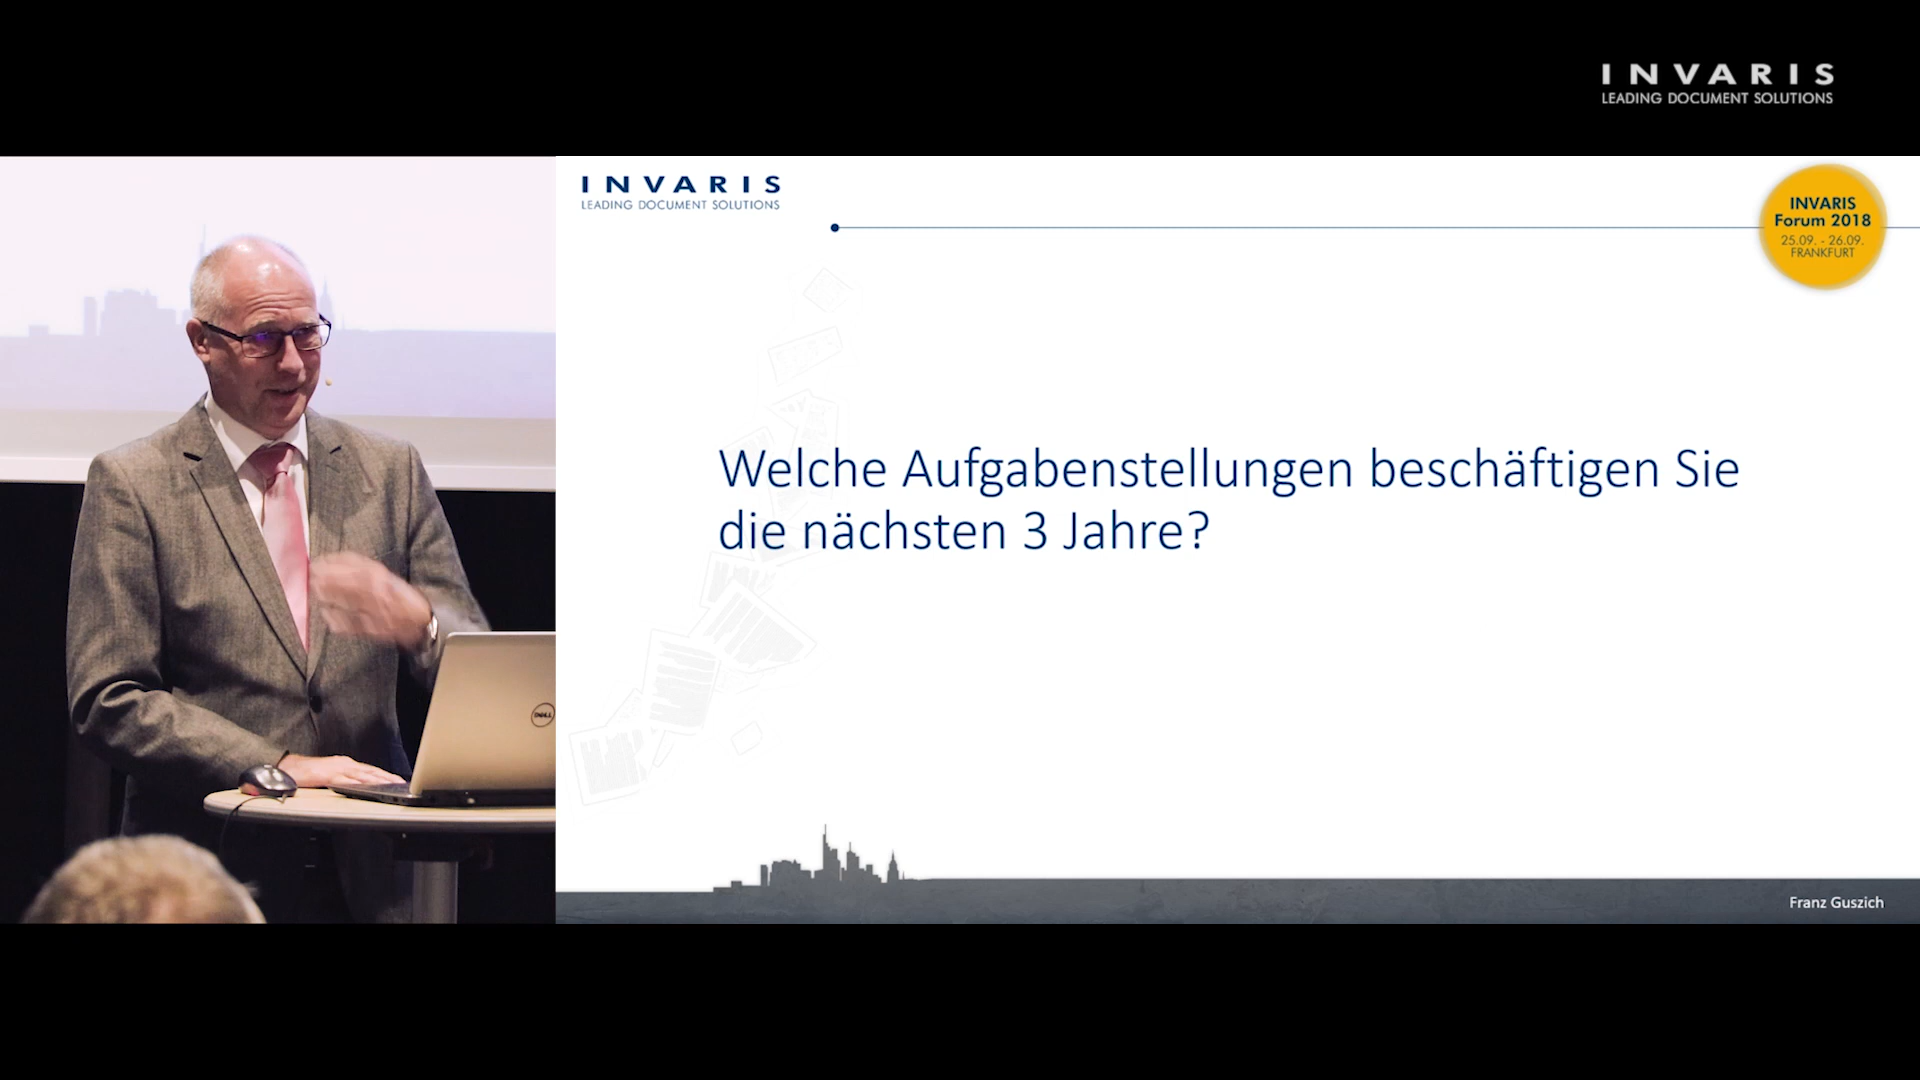 INVARIS
LEADING DOCUMENT SOLUTIONS
INVARIS
LEADING DOCUMENT SOLUTIONS
INVARIS
Forum 2018
25.09. - 26.09.
FRANKFURT
Welche Aufgabenstellungen beschäftigen Sie
die nächsten 3 Jahre?
DELL
Franz Guszich